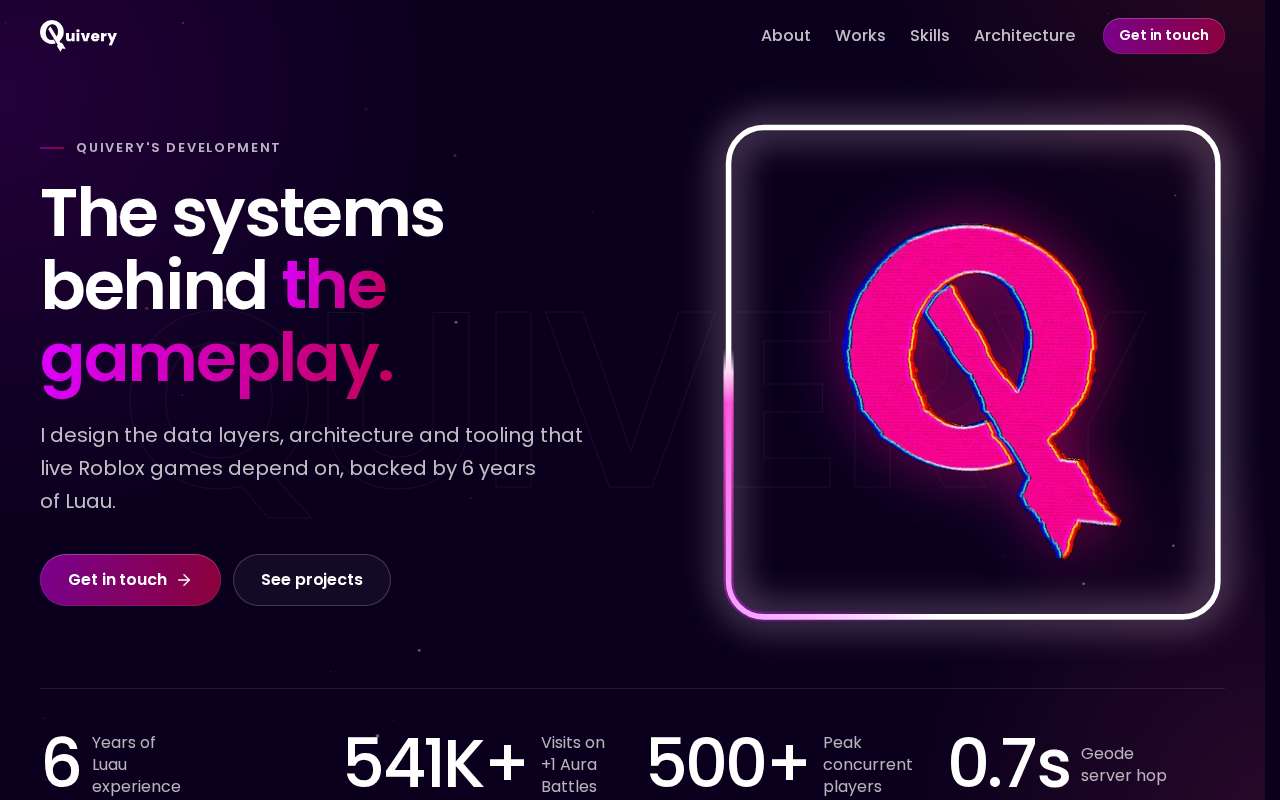 Quivery
About
Works
Skills
Architecture
Get in touch
QUIVERY'S DEVELOPMENT
The systems
behind the
gameplay.
I design the data layers, architecture and tooling that
live Roblox games depend on, backed by 6 years
of Luau.
Get in touch
See projects
QUIVERY
Q
6
Years of
Luau
experience
541K+
Visits on
+1 Aura
Battles
500+
Peak
concurrent
players
0.7s
Geode
server hop